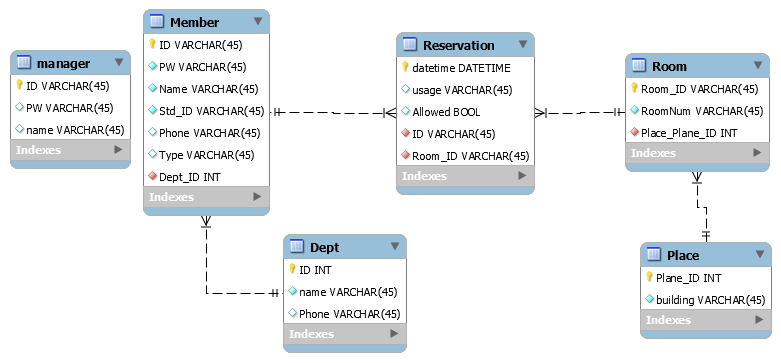 manager
ID VARCHAR(45)
PW VARCHAR(45)
name VARCHAR(45)
Indexes
Member
ID VARCHAR(45)
PW VARCHAR(45)
Name VARCHAR(45)
Std_ID VARCHAR(45)
Phone VARCHAR(45)
Type VARCHAR(45)
Dept_ID INT
Indexes
Reservation
datetime DATETIME
usage VARCHAR(45)
Allowed BOOL
ID VARCHAR(45)
Room_ID VARCHAR(45)
Indexes
Room
Room_ID VARCHAR(45)
RoomNum VARCHAR(45)
Place_Plane_ID INT
Indexes
Dept
ID INT
name VARCHAR(45)
Phone VARCHAR(45)
Indexes
Place
Plane_ID INT
building VARCHAR(45)
Indexes